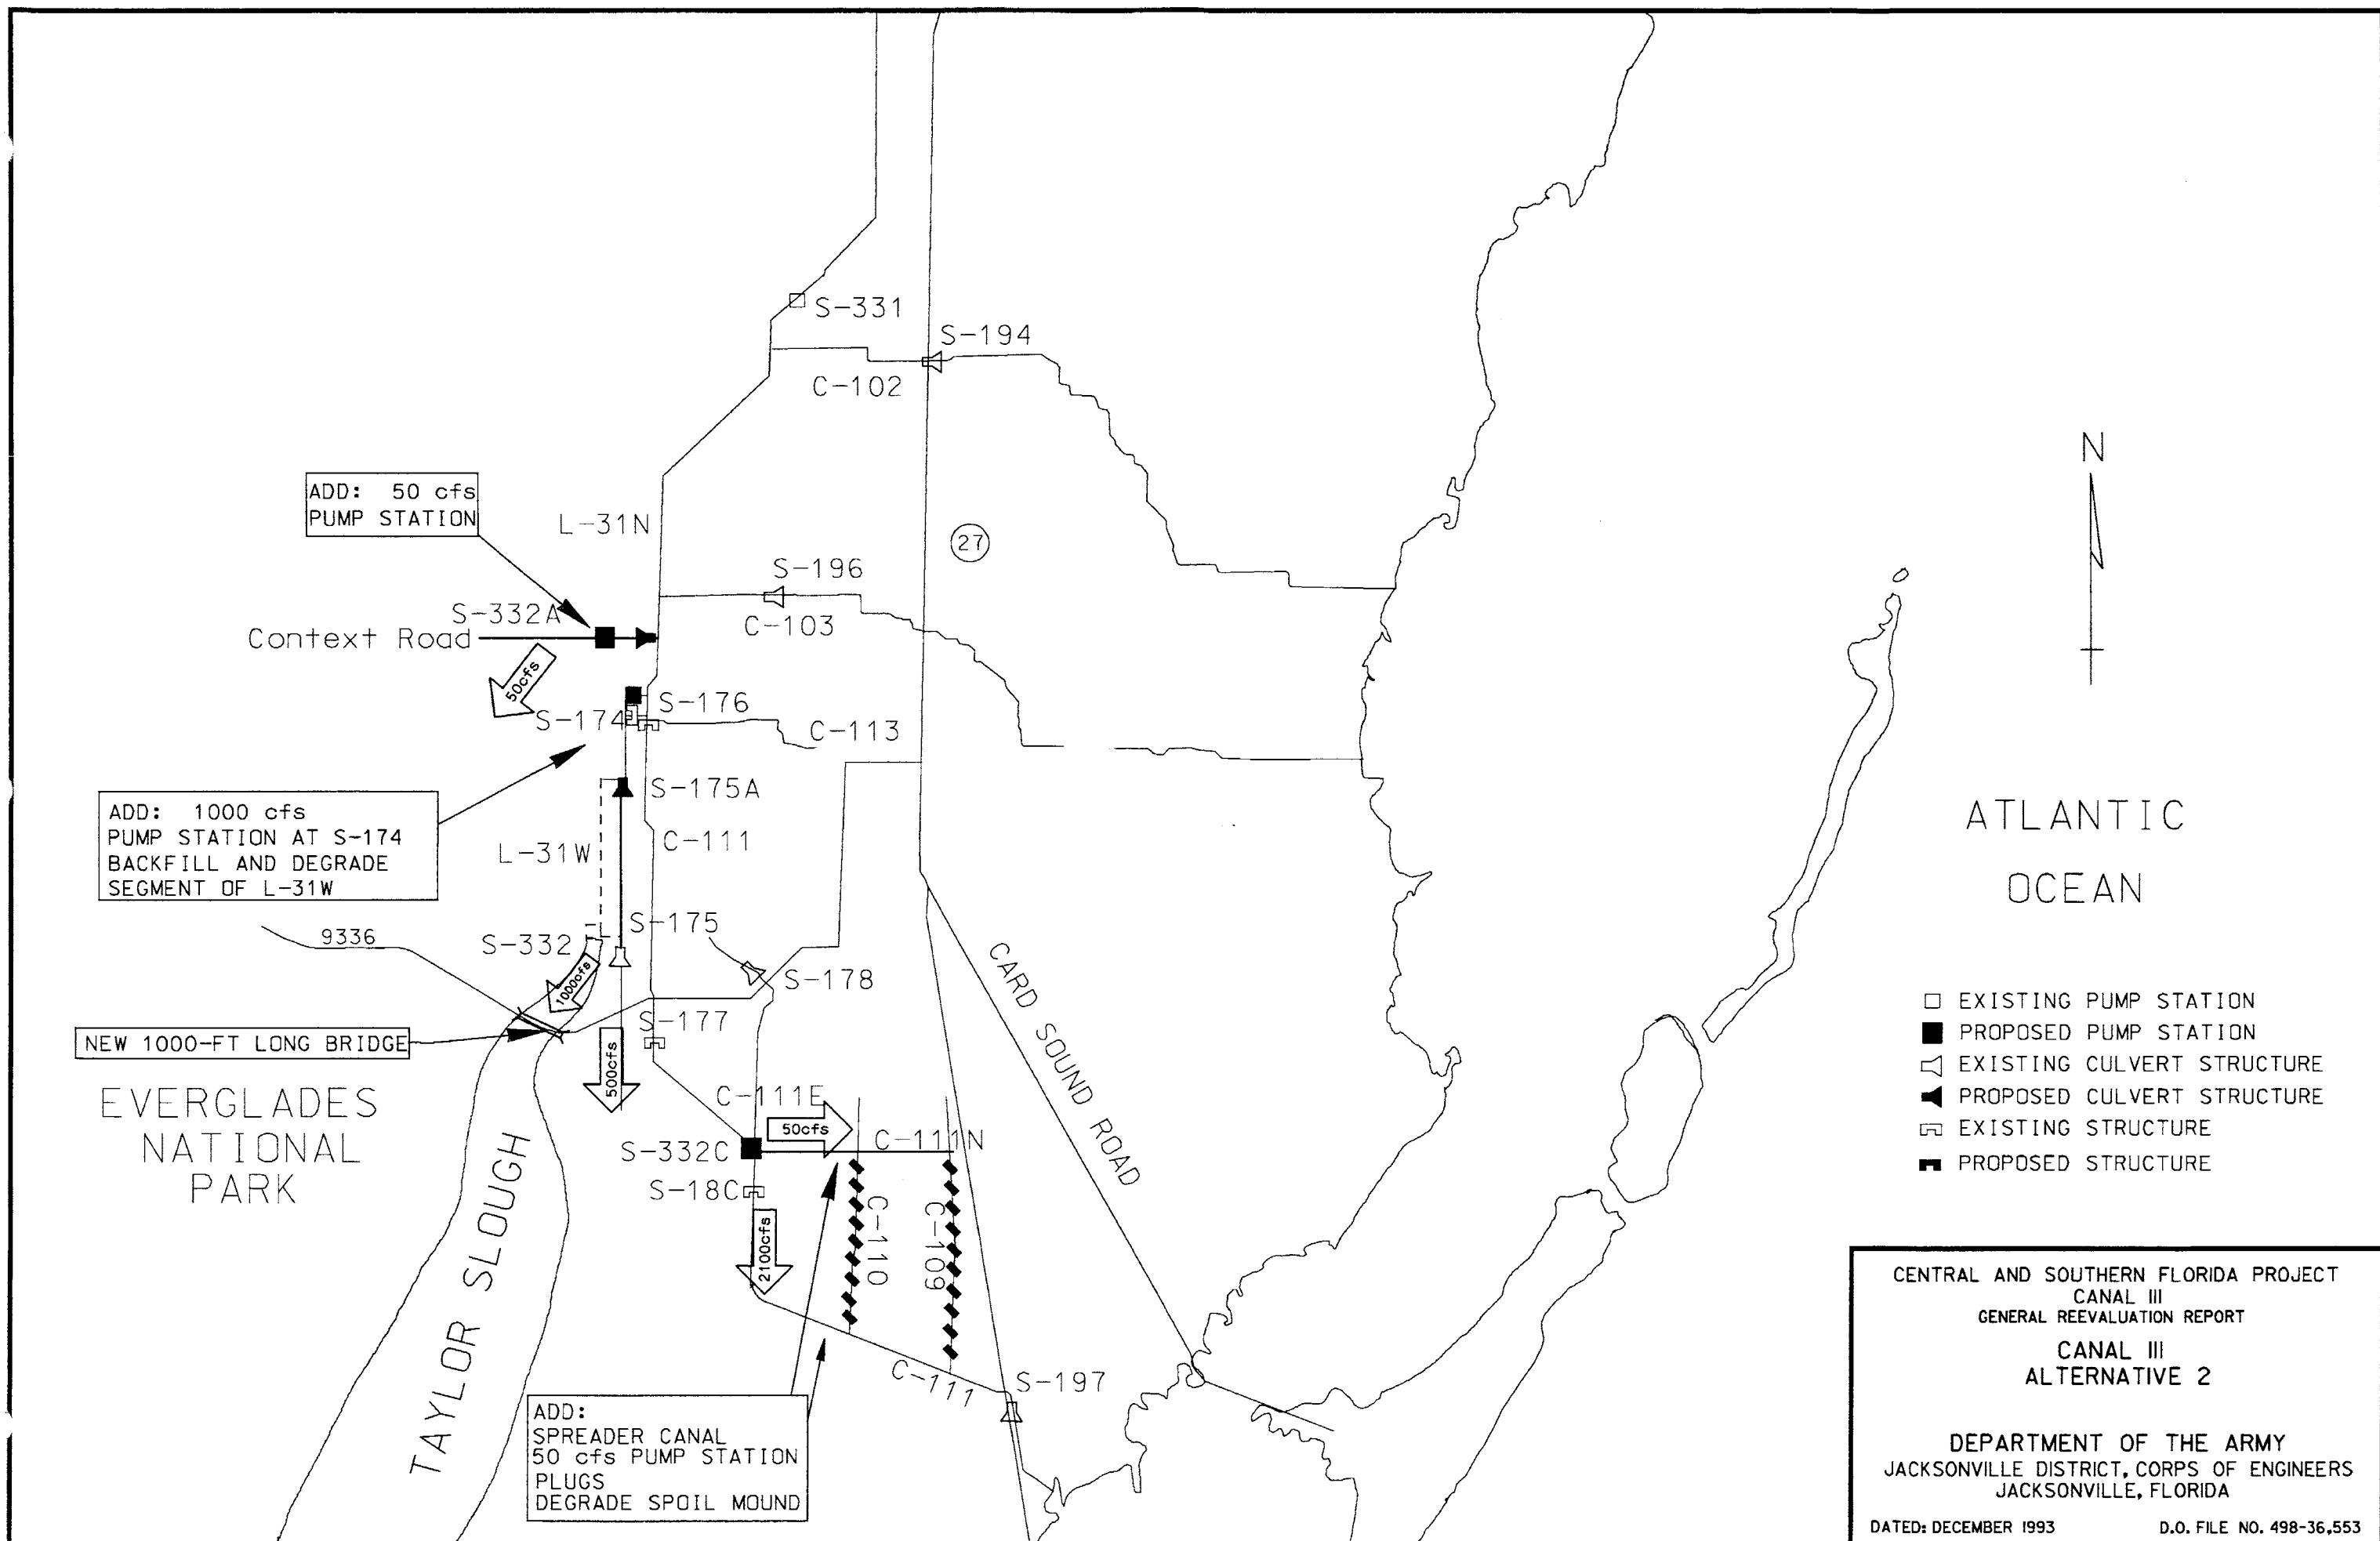 S-331
S-194
C-102
N
ADD: 50 cfs
PUMP STATION
L-31N
27
S-196
S-332A
C-103
Context Road
50cfs
S-176
S-174
C-113
ADD: 1000 cfs
PUMP STATION AT S-174
BACKFILL AND DEGRADE
SEGMENT OF L-31W
S-175A
C-111
L-31W
ATLANTIC
OCEAN
S-175
9336
S-332
1000cfs
S-178
CARD SOUND ROAD
NEW 1000-FT LONG BRIDGE
S-177
500cfs
EVERGLADES
NATIONAL
PARK
C-111E
50cfs
C-111N
S-332C
S-18C
2100cfs
C-110
C-109
TAYLOR SLOUGH
C-111
S-197
ADD:
SPREADER CANAL
50 cfs PUMP STATION
PLUGS
DEGRADE SPOIL MOUND
EXISTING PUMP STATION
PROPOSED PUMP STATION
EXISTING CULVERT STRUCTURE
PROPOSED CULVERT STRUCTURE
EXISTING STRUCTURE
PROPOSED STRUCTURE
CENTRAL AND SOUTHERN FLORIDA PROJECT
CANAL III
GENERAL REEVALUATION REPORT
CANAL III
ALTERNATIVE 2
DEPARTMENT OF THE ARMY
JACKSONVILLE DISTRICT, CORPS OF ENGINEERS
JACKSONVILLE, FLORIDA
DATED: DECEMBER 1993 D.O. FILE NO. 498-36,553